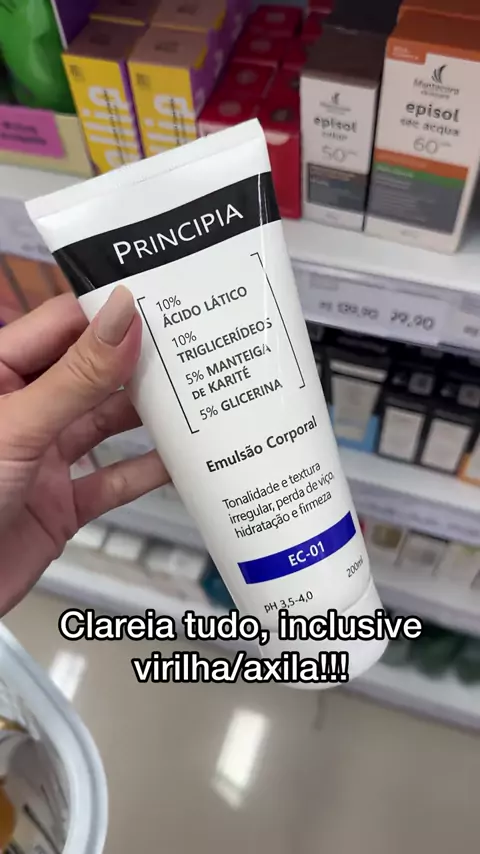 PRINCIPIA
10%
ÁCIDO LÁTICO
10%
TRIGLICERÍDEOS
5% MANTEIGA
DE KARITÉ
5% GLICERINA
Emulsão Corporal
Tonalidade e textura
irregular, perda de viço,
hidratação e firmeza
EC-01
200ml
pH 3,5-4,0
Clareia tudo, inclusive
virilha/axila!!!
Mantecorp
episol
60
episol
50